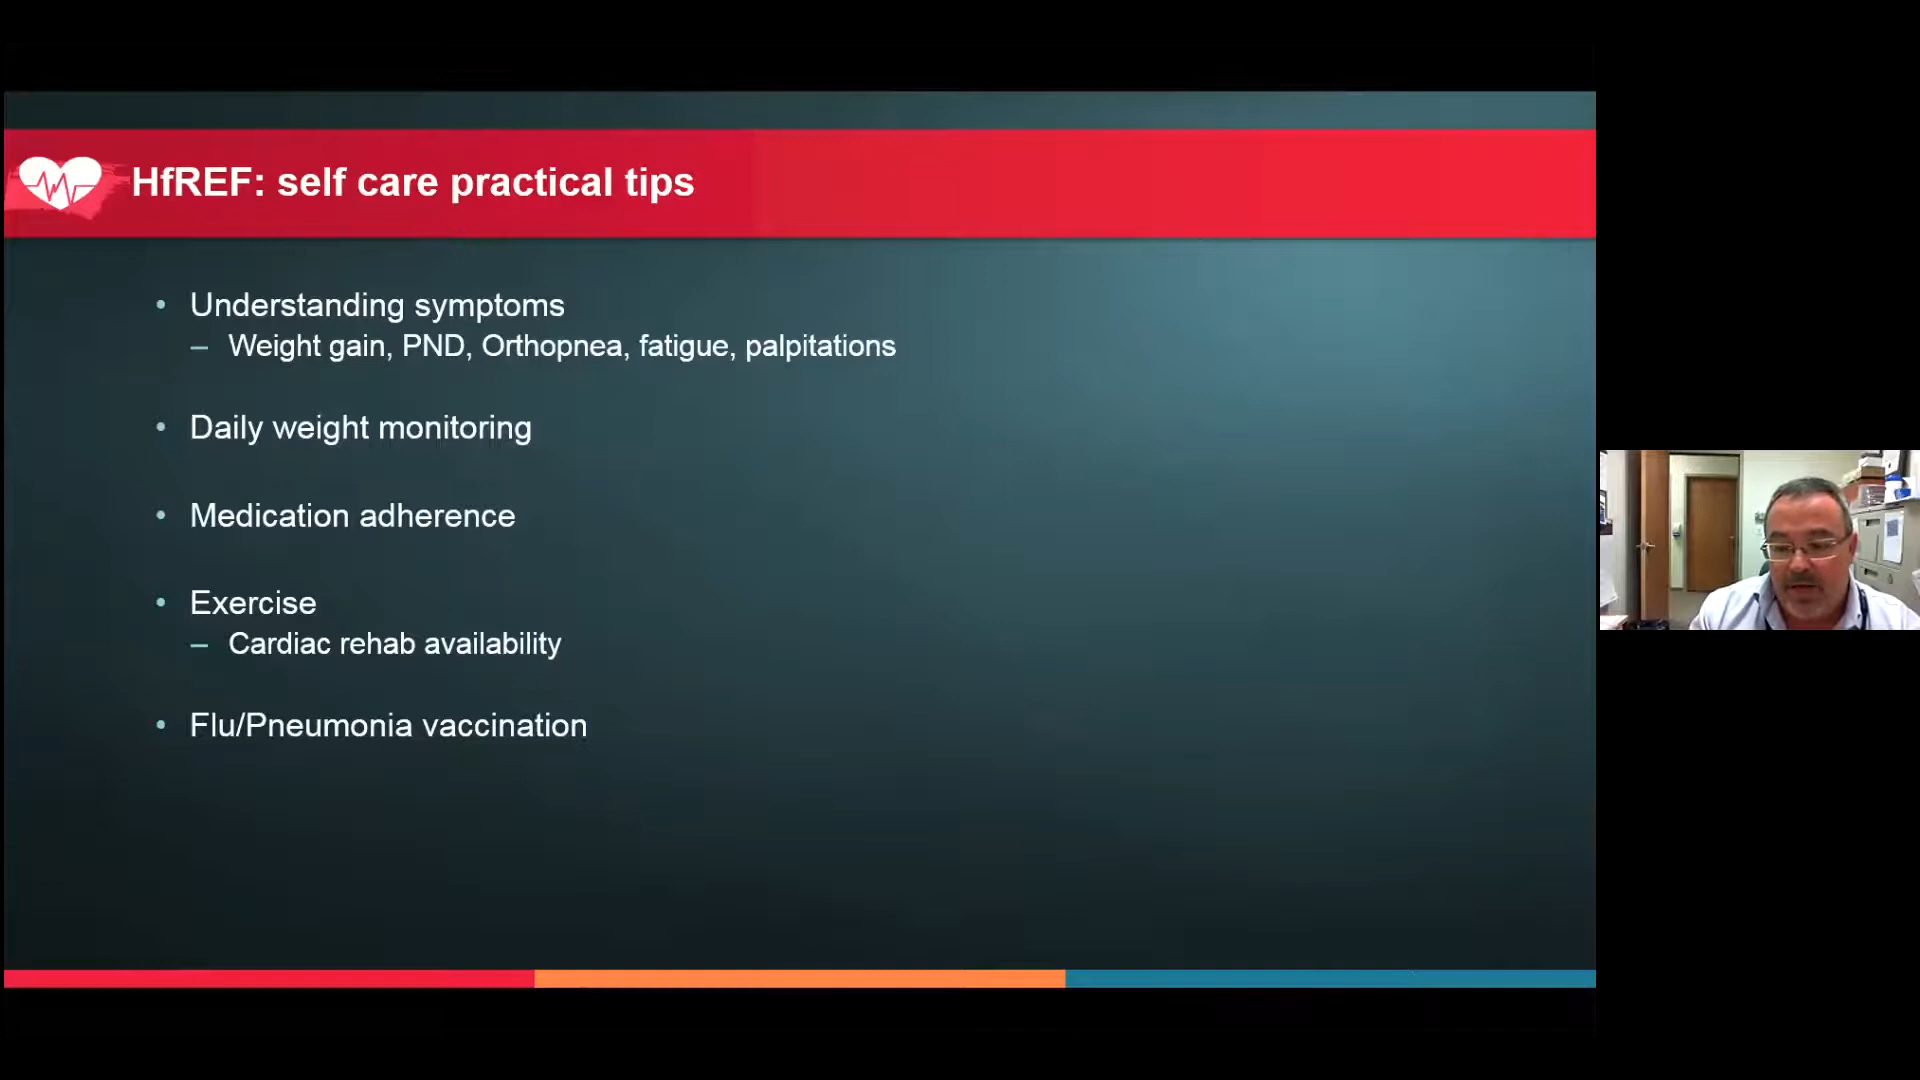 HfREF: self care practical tips
• Understanding symptoms
– Weight gain, PND, Orthopnea, fatigue, palpitations
• Daily weight monitoring
• Medication adherence
• Exercise
– Cardiac rehab availability
• Flu/Pneumonia vaccination